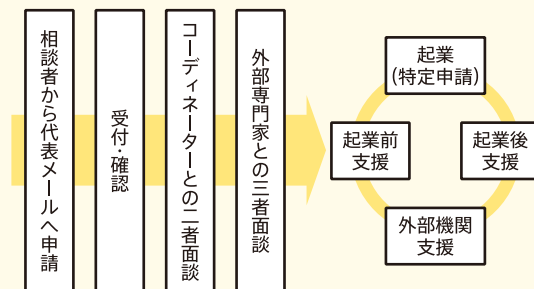 相談者から代表メールへ申請
受付・確認
コーディネーターとの二者面談
外部専門家との三者面談
起業
(特定申請)
起業前
支援
起業後
支援
外部機関
支援